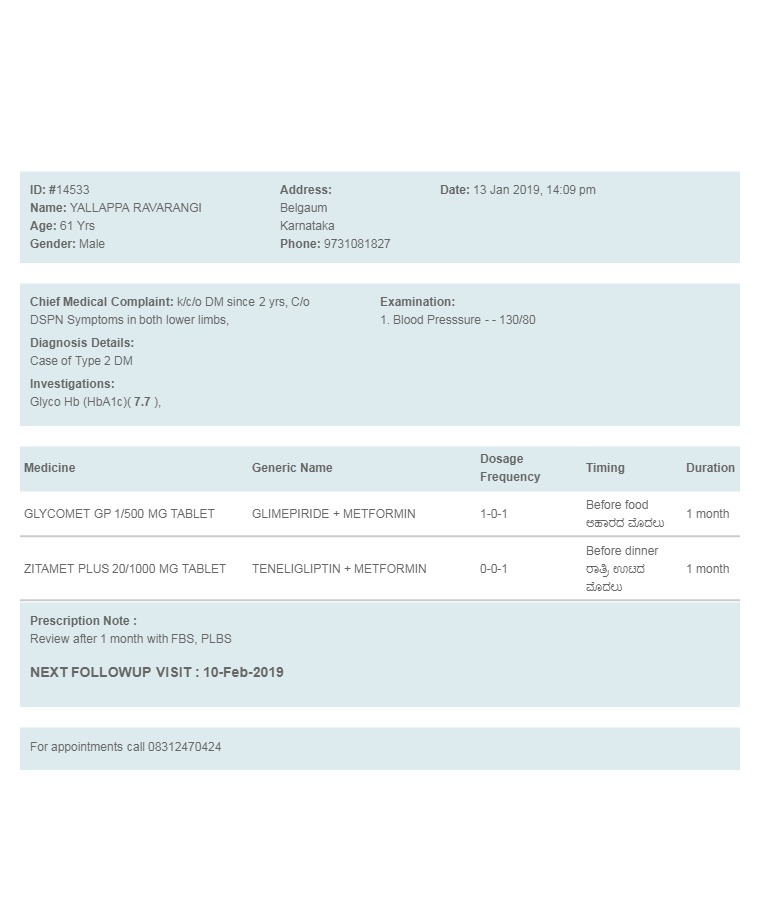 ID: #14533
Name: YALLAPPA RAVARANGI
Age: 61 Yrs
Gender: Male
Address:
Belgaum
Karnataka
Phone: 9731081827
Date: 13 Jan 2019, 14:09 pm
Chief Medical Complaint: k/c/o DM since 2 yrs, C/o
DSPN Symptoms in both lower limbs,
Diagnosis Details:
Case of Type 2 DM
Investigations:
Glyco Hb (HbA1c)( 7.7 ),
Examination:
1. Blood Presssure - - 130/80
Medicine Generic Name Dosage Frequency Timing Duration
GLYCOMET GP 1/500 MG TABLET GLIMEPIRIDE + METFORMIN 1-0-1 Before food ಆಹಾರದ ಮೊದಲು 1 month
ZITAMET PLUS 20/1000 MG TABLET TENELIGLIPTIN + METFORMIN 0-0-1 Before dinner ರಾತ್ರಿ ಊಟದ ಮೊದಲು 1 month
Prescription Note :
Review after 1 month with FBS, PLBS
NEXT FOLLOWUP VISIT : 10-Feb-2019
For appointments call 08312470424